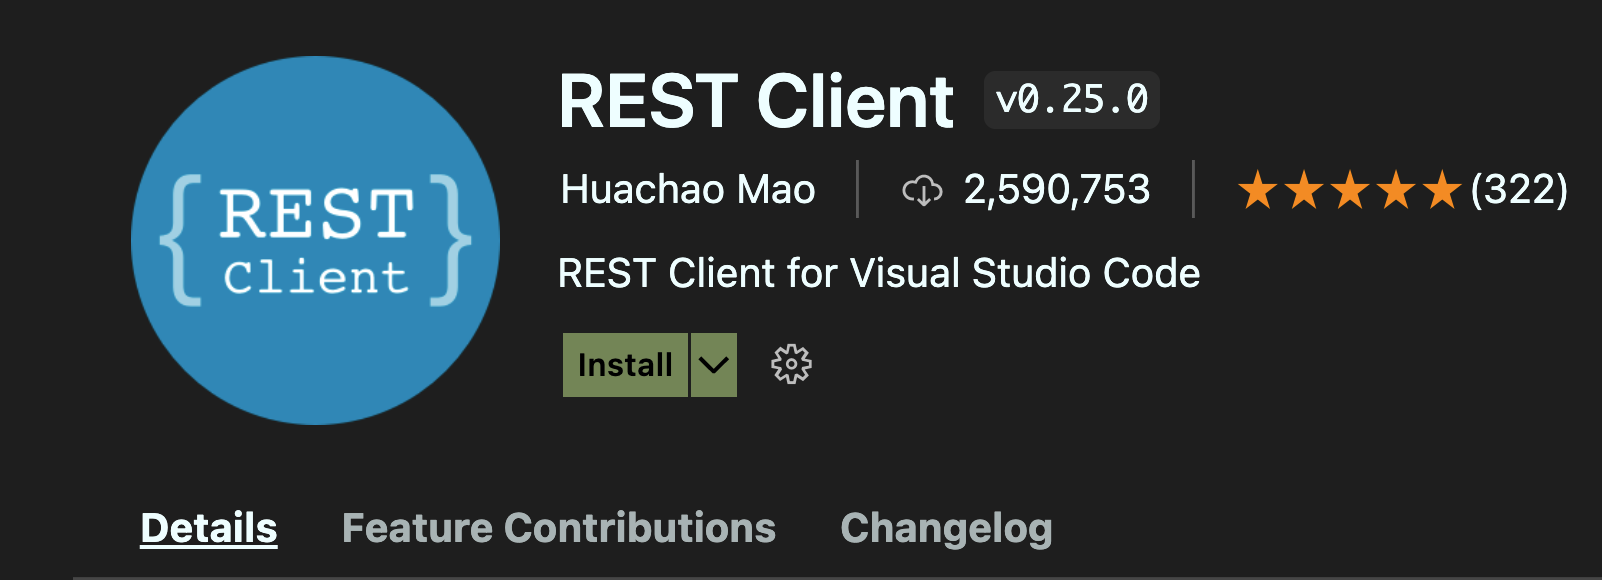 {REST
Client}
REST Client v0.25.0
Huachao Mao 2,590,753 ★★★★★(322)
REST Client for Visual Studio Code
Install
Details Feature Contributions Changelog